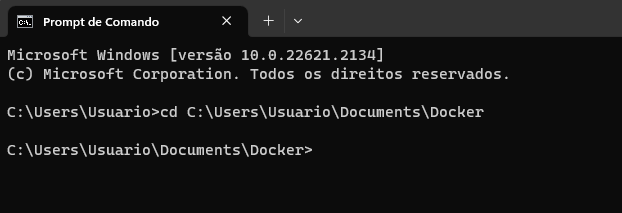 Prompt de Comando
Microsoft Windows [versão 10.0.22621.2134]
(c) Microsoft Corporation. Todos os direitos reservados.
C:\Users\Usuario>cd C:\Users\Usuario\Documents\Docker
C:\Users\Usuario\Documents\Docker>